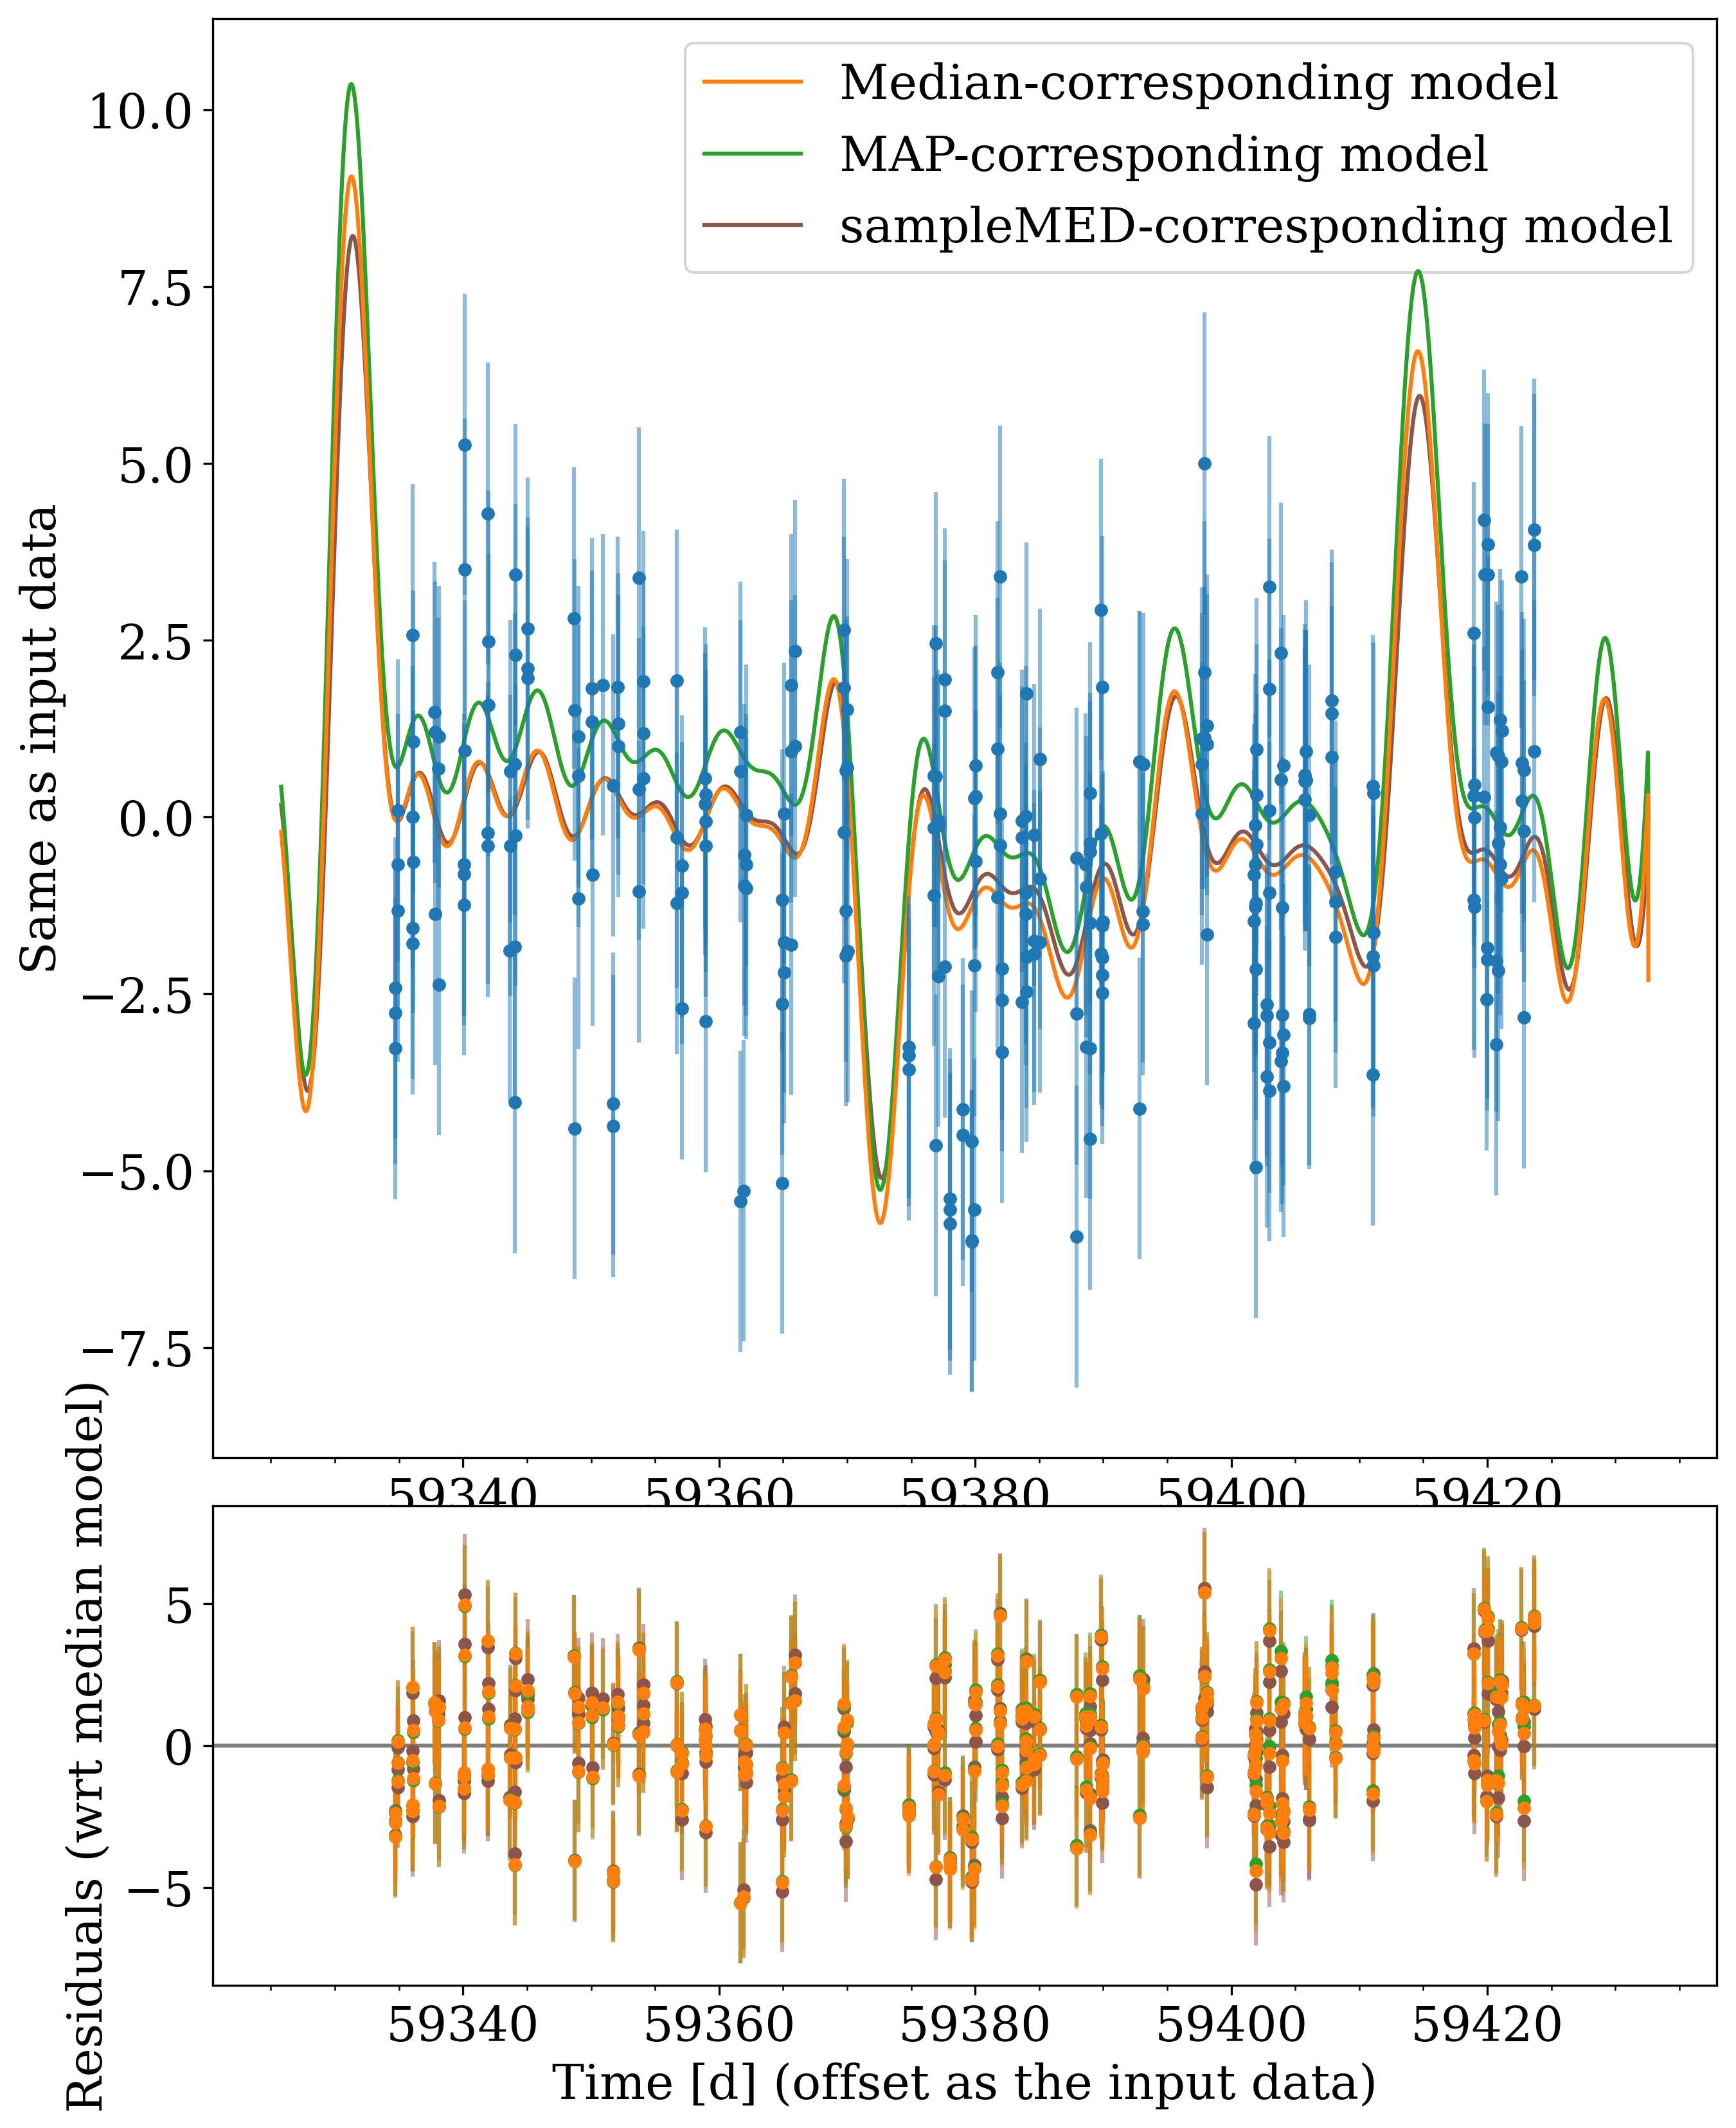 Median-corresponding model
MAP-corresponding model
sampleMED-corresponding model
10.0
7.5
5.0
2.5
0.0
−2.5
−5.0
−7.5
Same as input data
59340 59360 59380 59400 59420
5
0
−5
Residuals (wrt median model)
59340 59360 59380 59400 59420
Time [d] (offset as the input data)